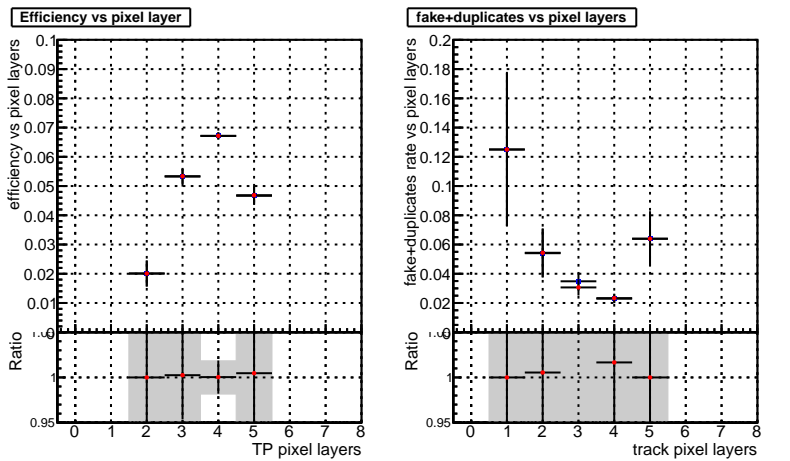 Efficiency vs pixel layer
efficiency vs pixel layers
0.1
0.09
0.08
0.07
0.06
0.05
0.04
0.03
0.02
0.01
0
Ratio
1
0.95
0 1 2 3 4 5 6 7 8
TP pixel layers
fake+duplicates vs pixel layers
fake+duplicates rate vs pixel layers
0.2
0.18
0.16
0.14
0.12
0.1
0.08
0.06
0.04
0.02
0
Ratio
1
0.95
0 1 2 3 4 5 6 7 8
track pixel layers